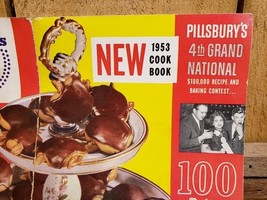 S
NEW
1953
COOK
BOOK
PILLSBURY'S
4th GRAND
NATIONAL
$100,000 RECIPE AND
BAKING CONTEST...
100